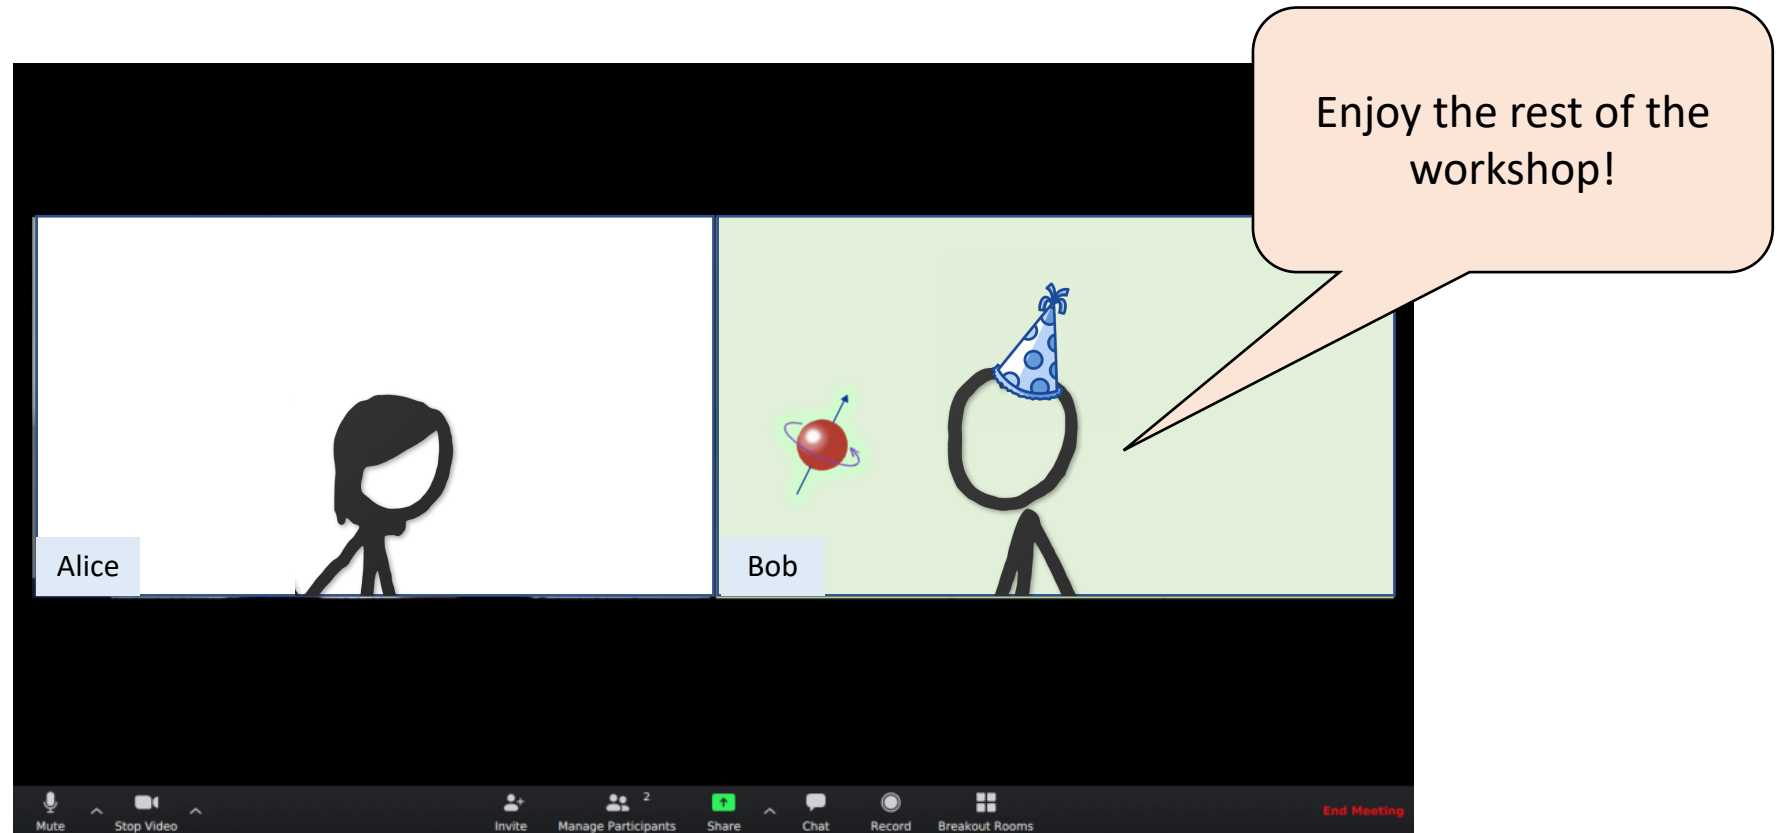 Enjoy the rest of the
workshop!
Alice
Bob
Mute
Stop Video
Invite
Manage Participants
2
Share
Chat
Record
Breakout Rooms
End Meeting